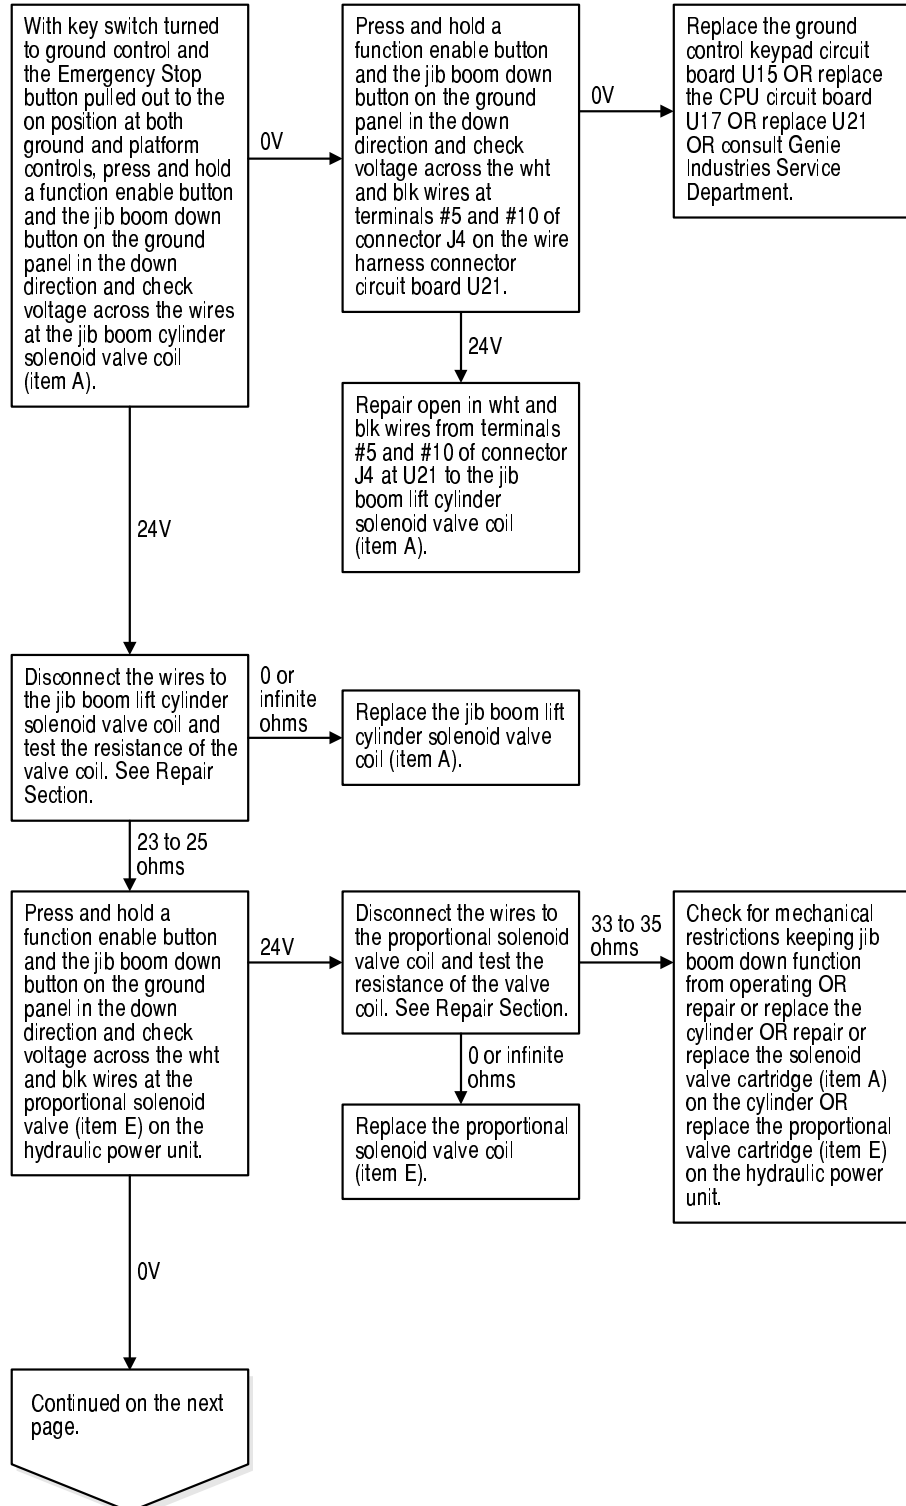 With key switch turned
to ground control and
the Emergency Stop
button pulled out to the
on position at both
ground and platform
controls, press and hold
a function enable button
and the jib boom down
button on the ground
panel in the down
direction and check
voltage across the wires
at the jib boom cylinder
solenoid valve coil
(item A).
0V
Press and hold a
function enable button
and the jib boom down
button on the ground
panel in the down
direction and check
voltage across the wht
and blk wires at
terminals #5 and #10 of
connector J4 on the wire
harness connector
circuit board U21.
0V
Replace the ground
control keypad circuit
board U15 OR replace
the CPU circuit board
U17 OR replace U21
OR consult Genie
Industries Service
Department.
24V
Repair open in wht and
blk wires from terminals
#5 and #10 of connector
J4 at U21 to the jib
boom lift cylinder
solenoid valve coil
(item A).
24V
Disconnect the wires to
the jib boom lift cylinder
solenoid valve coil and
test the resistance of the
valve coil. See Repair
Section.
0 or
infinite
ohms
Replace the jib boom lift
cylinder solenoid valve
coil (item A).
23 to 25
ohms
Press and hold a
function enable button
and the jib boom down
button on the ground
panel in the down
direction and check
voltage across the wht
and blk wires at the
proportional solenoid
valve (item E) on the
hydraulic power unit.
24V
Disconnect the wires to
the proportional solenoid
valve coil and test the
resistance of the valve
coil. See Repair Section.
33 to 35
ohms
Check for mechanical
restrictions keeping jib
boom down function
from operating OR
repair or replace the
cylinder OR repair or
replace the solenoid
valve cartridge (item A)
on the cylinder OR
replace the proportional
valve cartridge (item E)
on the hydraulic power
unit.
0 or infinite
ohms
Replace the proportional
solenoid valve coil
(item E).
0V
Continued on the next
page.